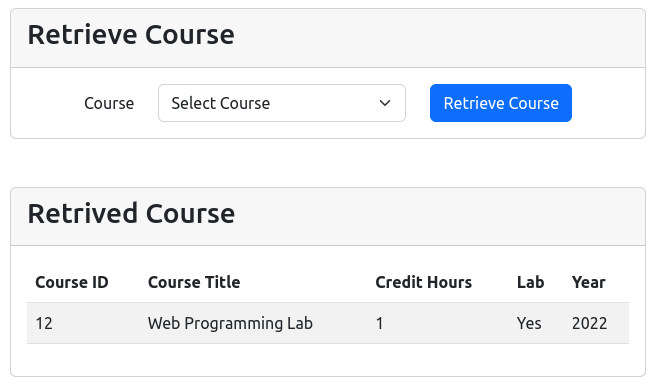 Retrieve Course
Course Select Course Retrieve Course
Retrived Course
Course ID Course Title Credit Hours Lab Year
12 Web Programming Lab 1 Yes 2022